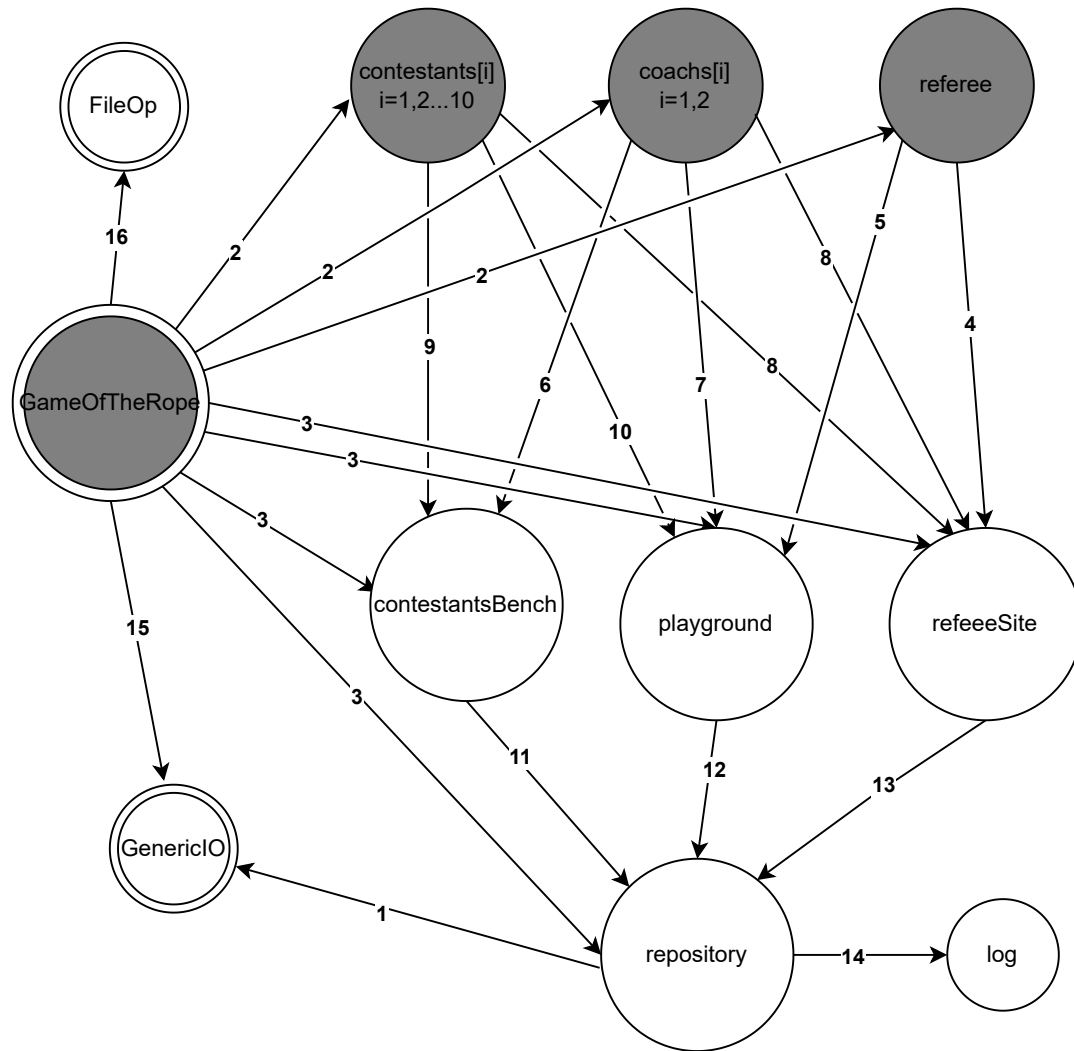 contestants[i]
i=1,2...10
coachs[i]
i=1,2
referee
FileOp
16
2
2
2
5
8
4
9
6
7
8
10
GameOfTheRope
3
3
3
3
15
contestantsBench
playground
refeeeSite
11
12
13
GenericIO
1
repository
14
log